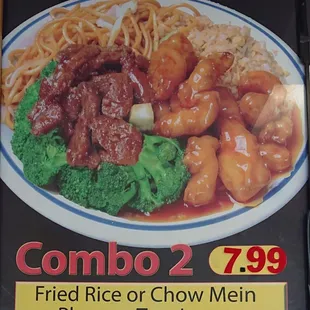 Combo 2 7.99
Fried Rice or Chow Mein